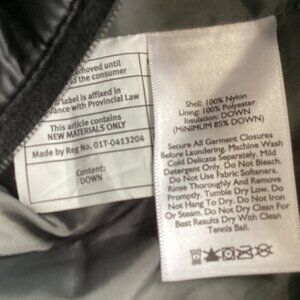 emoved until
o the consumer
label is affixed in
ance with Provincial Law
This article contains
NEW MATERIALS ONLY
Made by Reg No. 01T-0413204
Content:
DOWN
Shell: 100% Nylon
Lining: 100% Polyester
Insulation: DOWN
(MINIMUM 85% DOWN)
Secure All Garment Closures
Before Laundering. Machine Wash
Cold Delicate Separately. Mild
Detergent Only. Do Not Bleach.
Do Not Use Fabric Softeners.
Rinse Thoroughly And Remove
Promptly. Tumble Dry Low. Do
Not Hang To Dry. Do Not Iron
Or Steam. Do Not Dry Clean For
Best Results Dry With Clean
Tennis Ball.